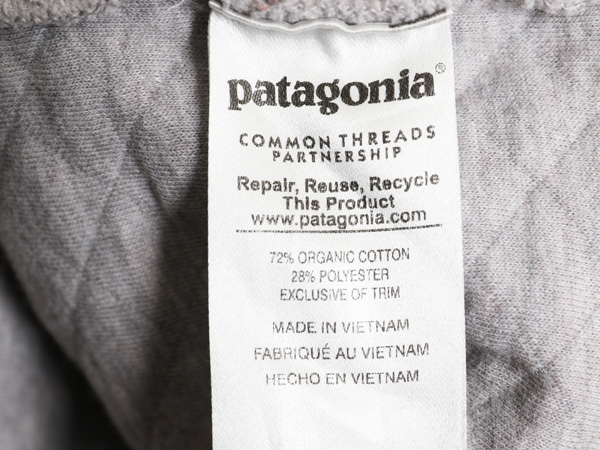 patagonia®
COMMON THREADS
PARTNERSHIP
Repair, Reuse, Recycle
This Product
www.patagonia.com
72% ORGANIC COTTON
28% POLYESTER
EXCLUSIVE OF TRIM
MADE IN VIETNAM
FABRIQUÉ AU VIETNAM
HECHO EN VIETNAM